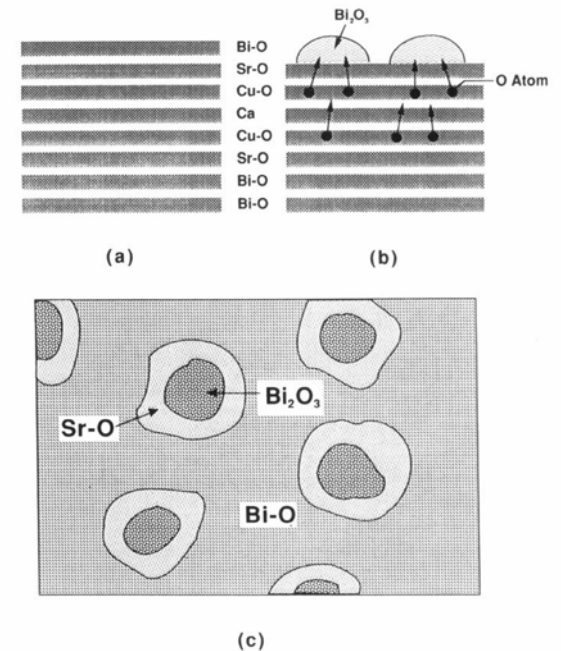 Bi₂O₃
Bi-O
Sr-O
Cu-O
O Atom
Ca
Cu-O
Sr-O
Bi-O
Bi-O
(a)
(b)
Bi₂O₃
Sr-O
Bi-O
(c)